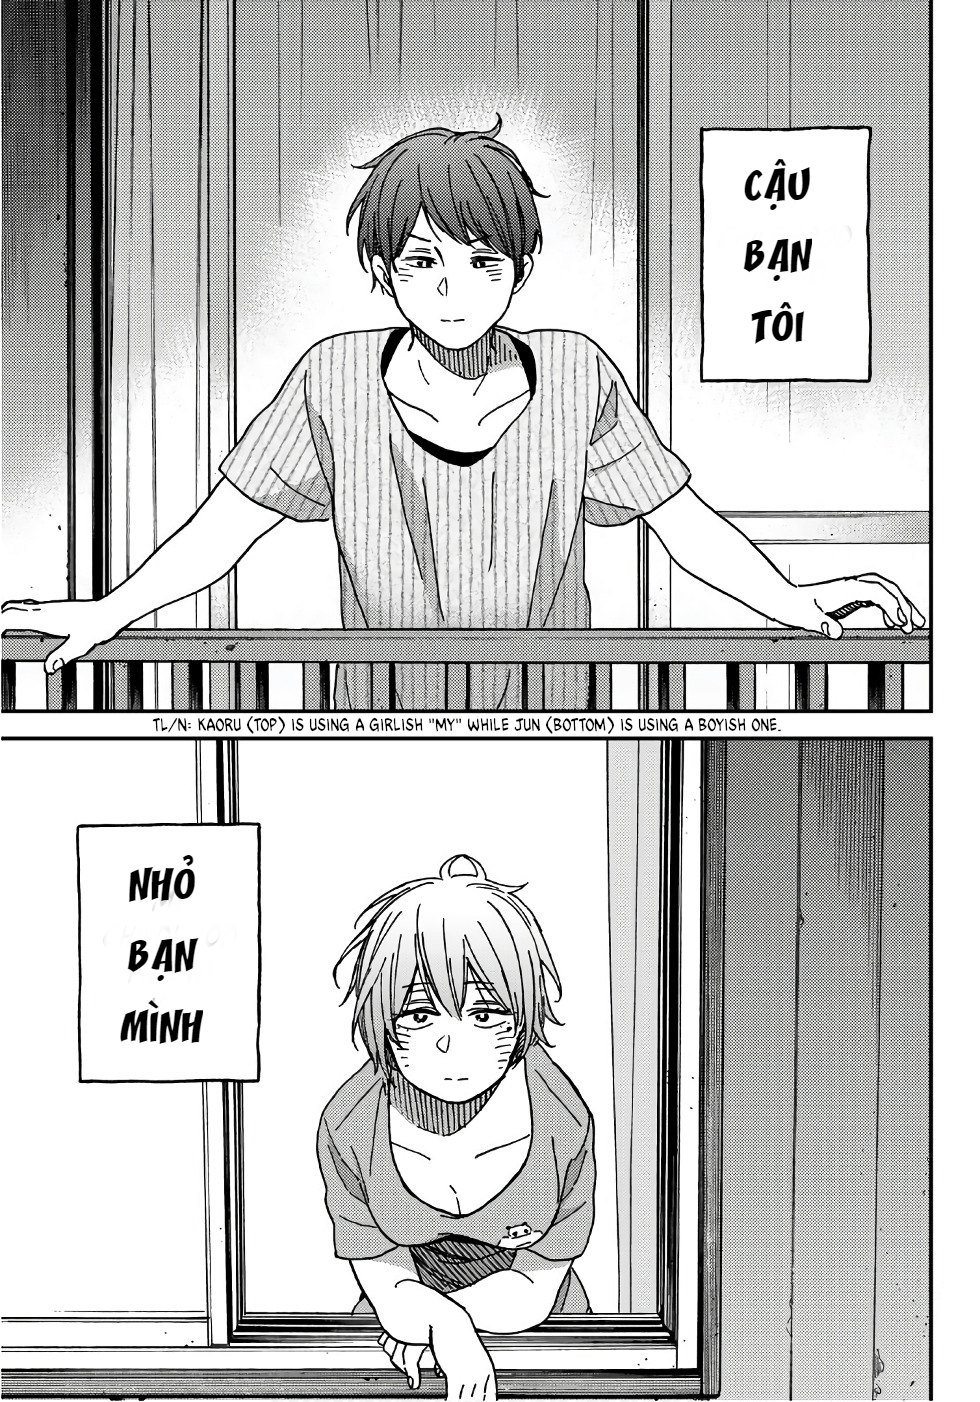 CẬU
BẠN
TÔI
TL/N: KAORU (TOP) IS USING A GIRLISH "MY" WHILE JUN (BOTTOM) IS USING A BOYISH ONE.
NHỎ
BẠN
MÌNH